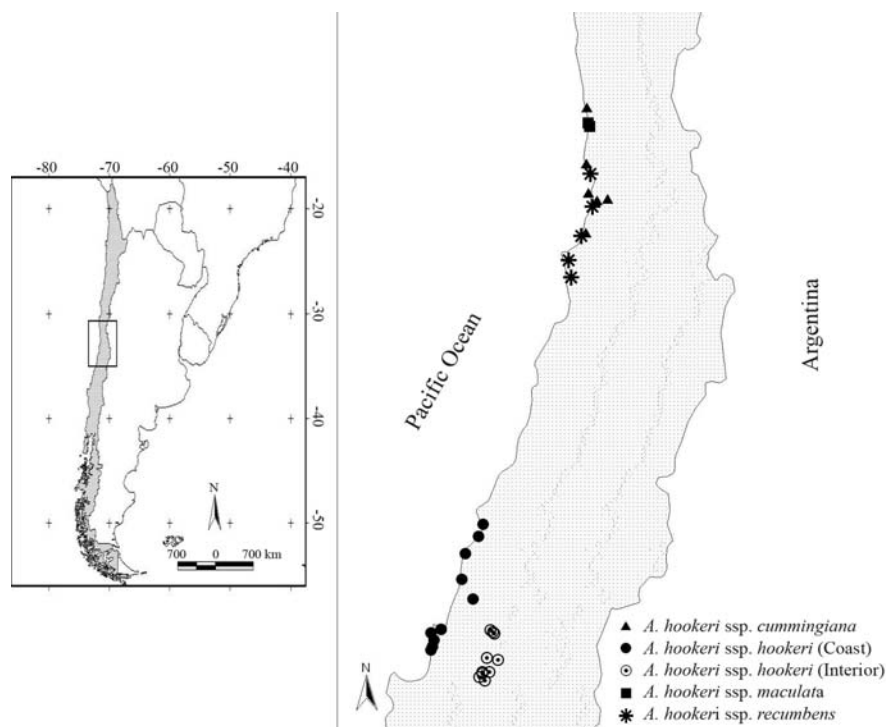 -80 -70 -60 -50 -40
-20
-30
-40
-50
N
700 0 700 km
Pacific Ocean
Argentina
N
A. hookeri ssp. cummingiana
A. hookeri ssp. hookeri (Coast)
A. hookeri ssp. hookeri (Interior)
A. hookeri ssp. maculata
A. hookeri ssp. recumbens